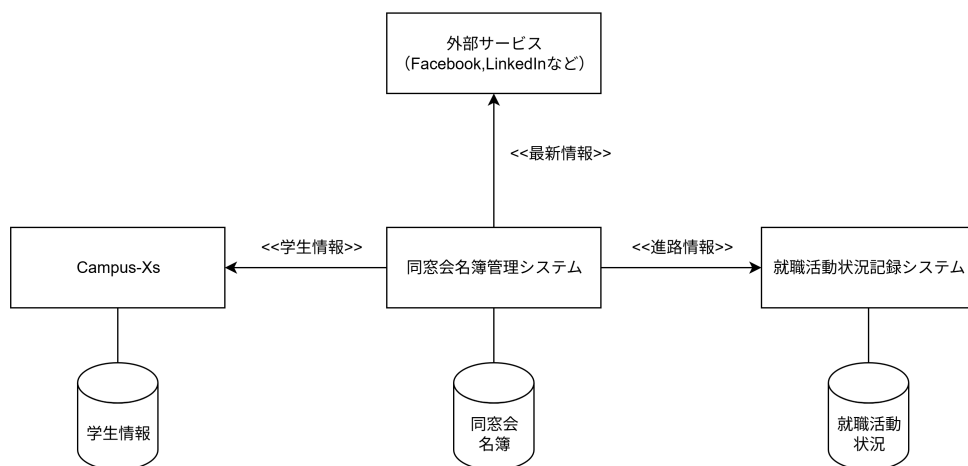 外部サービス
（Facebook,LinkedInなど）
<<最新情報>>
<<学生情報>>
<<進路情報>>
Campus-Xs
同窓会名簿管理システム
就職活動状況記録システム
学生情報
同窓会
名簿
就職活動
状況